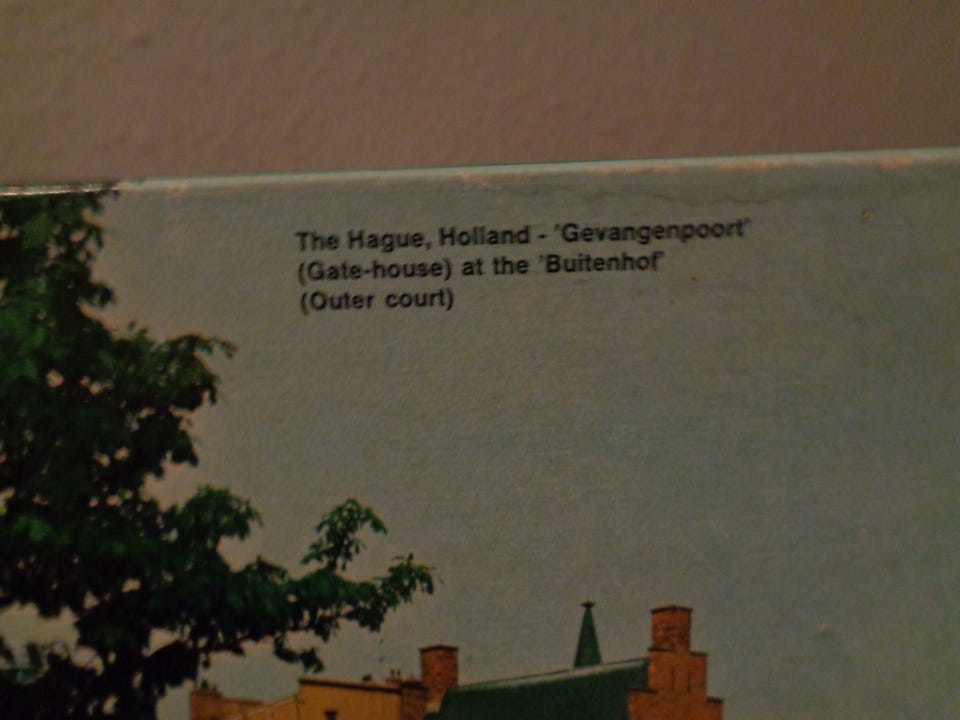 The Hague, Holland - 'Gevangenpoort'
(Gate-house) at the 'Buitenhof'
(Outer court)